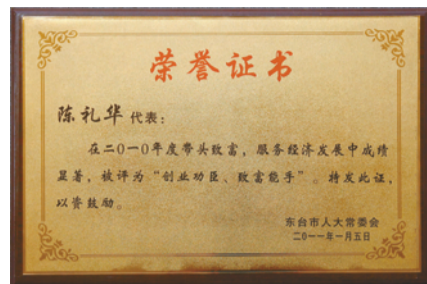 荣誉证书
陈礼华代表：
在二〇一〇年度带头致富，服务经济发展中成绩
显著，被评为“创业功臣、致富能手”。特发此证，
以资鼓励。
东台市人大常委会
二〇一一年一月五日